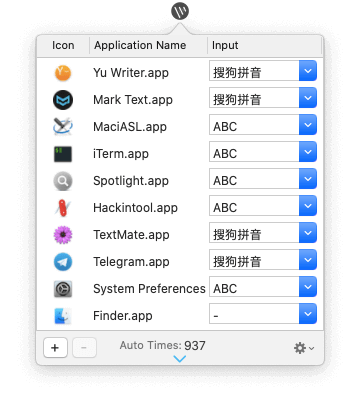 Icon Application Name Input
Yu Writer.app 搜狗拼音
Mark Text.app 搜狗拼音
MaciASL.app ABC
iTerm.app ABC
Spotlight.app ABC
Hackintool.app ABC
TextMate.app 搜狗拼音
Telegram.app 搜狗拼音
System Preferences ABC
Finder.app -
+ - Auto Times: 937